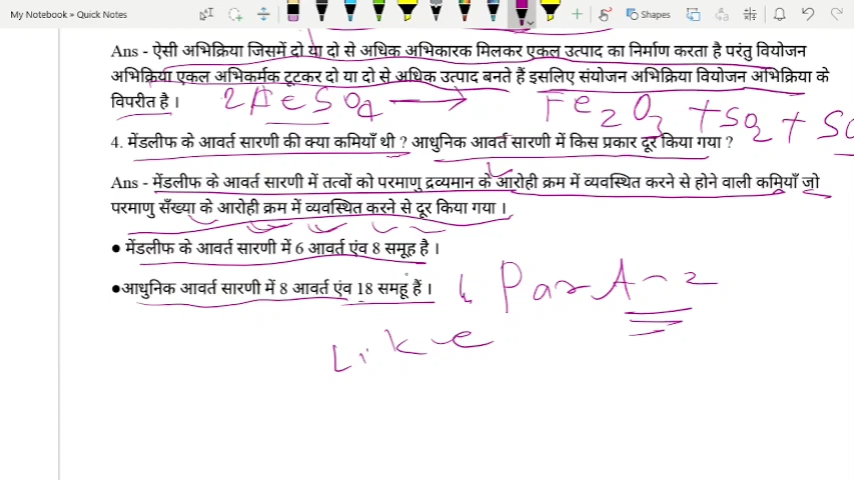 My Notebook » Quick Notes
Shapes
Ans - ऐसी अभिक्रिया जिसमें दो या दो से अधिक अभिकारक मिलकर एकल उत्पाद का निर्माण करता है परंतु वियोजन
अभिक्रिया एकल अभिकर्मक टूटकर दो या दो से अधिक उत्पाद बनते हैं इसलिए संयोजन अभिक्रिया वियोजन अभिक्रिया के
विपरीत है ।
2FeSO4 → Fe2O3 + SO2 + SO
4. मेंडलीफ के आवर्त सारणी की क्या कमियाँ थी ? आधुनिक आवर्त सारणी में किस प्रकार दूर किया गया ?
Ans - मेंडलीफ के आवर्त सारणी में तत्वों को परमाणु द्रव्यमान के आरोही क्रम में व्यवस्थित करने से होने वाली कमियाँ जो
परमाणु सँख्या के आरोही क्रम में व्यवस्थित करने से दूर किया गया ।
● मेंडलीफ के आवर्त सारणी में 6 आवर्त एंव 8 समूह है ।
●आधुनिक आवर्त सारणी में 8 आवर्त एंव 18 समहू हैं ।
Par A-2
Like